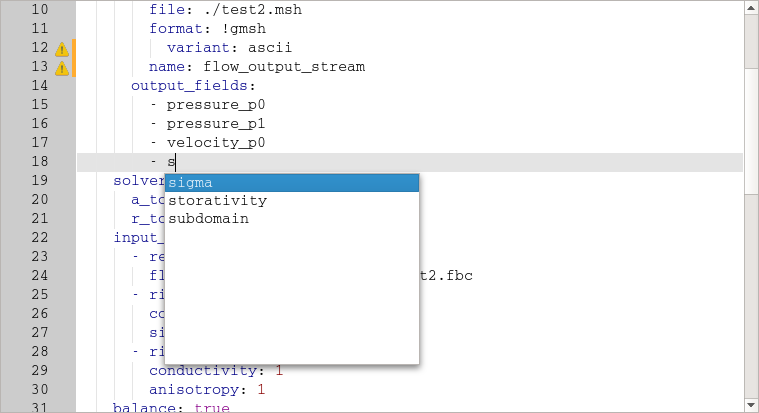 10 file: ./test2.msh
11 format: !gmsh
12 variant: ascii
13 name: flow_output_stream
14 output_fields:
15 - pressure_p0
16 - pressure_p1
17 - velocity_p0
18 - s
sigma
storativity
subdomain
19 solver
20 a_to
21 r_to
22 input_
23 - re
24 fl t2.fbc
25 - ri
26 co
27 si
28 - ri
29 conductivity: 1
30 anisotropy: 1
31 balance: true